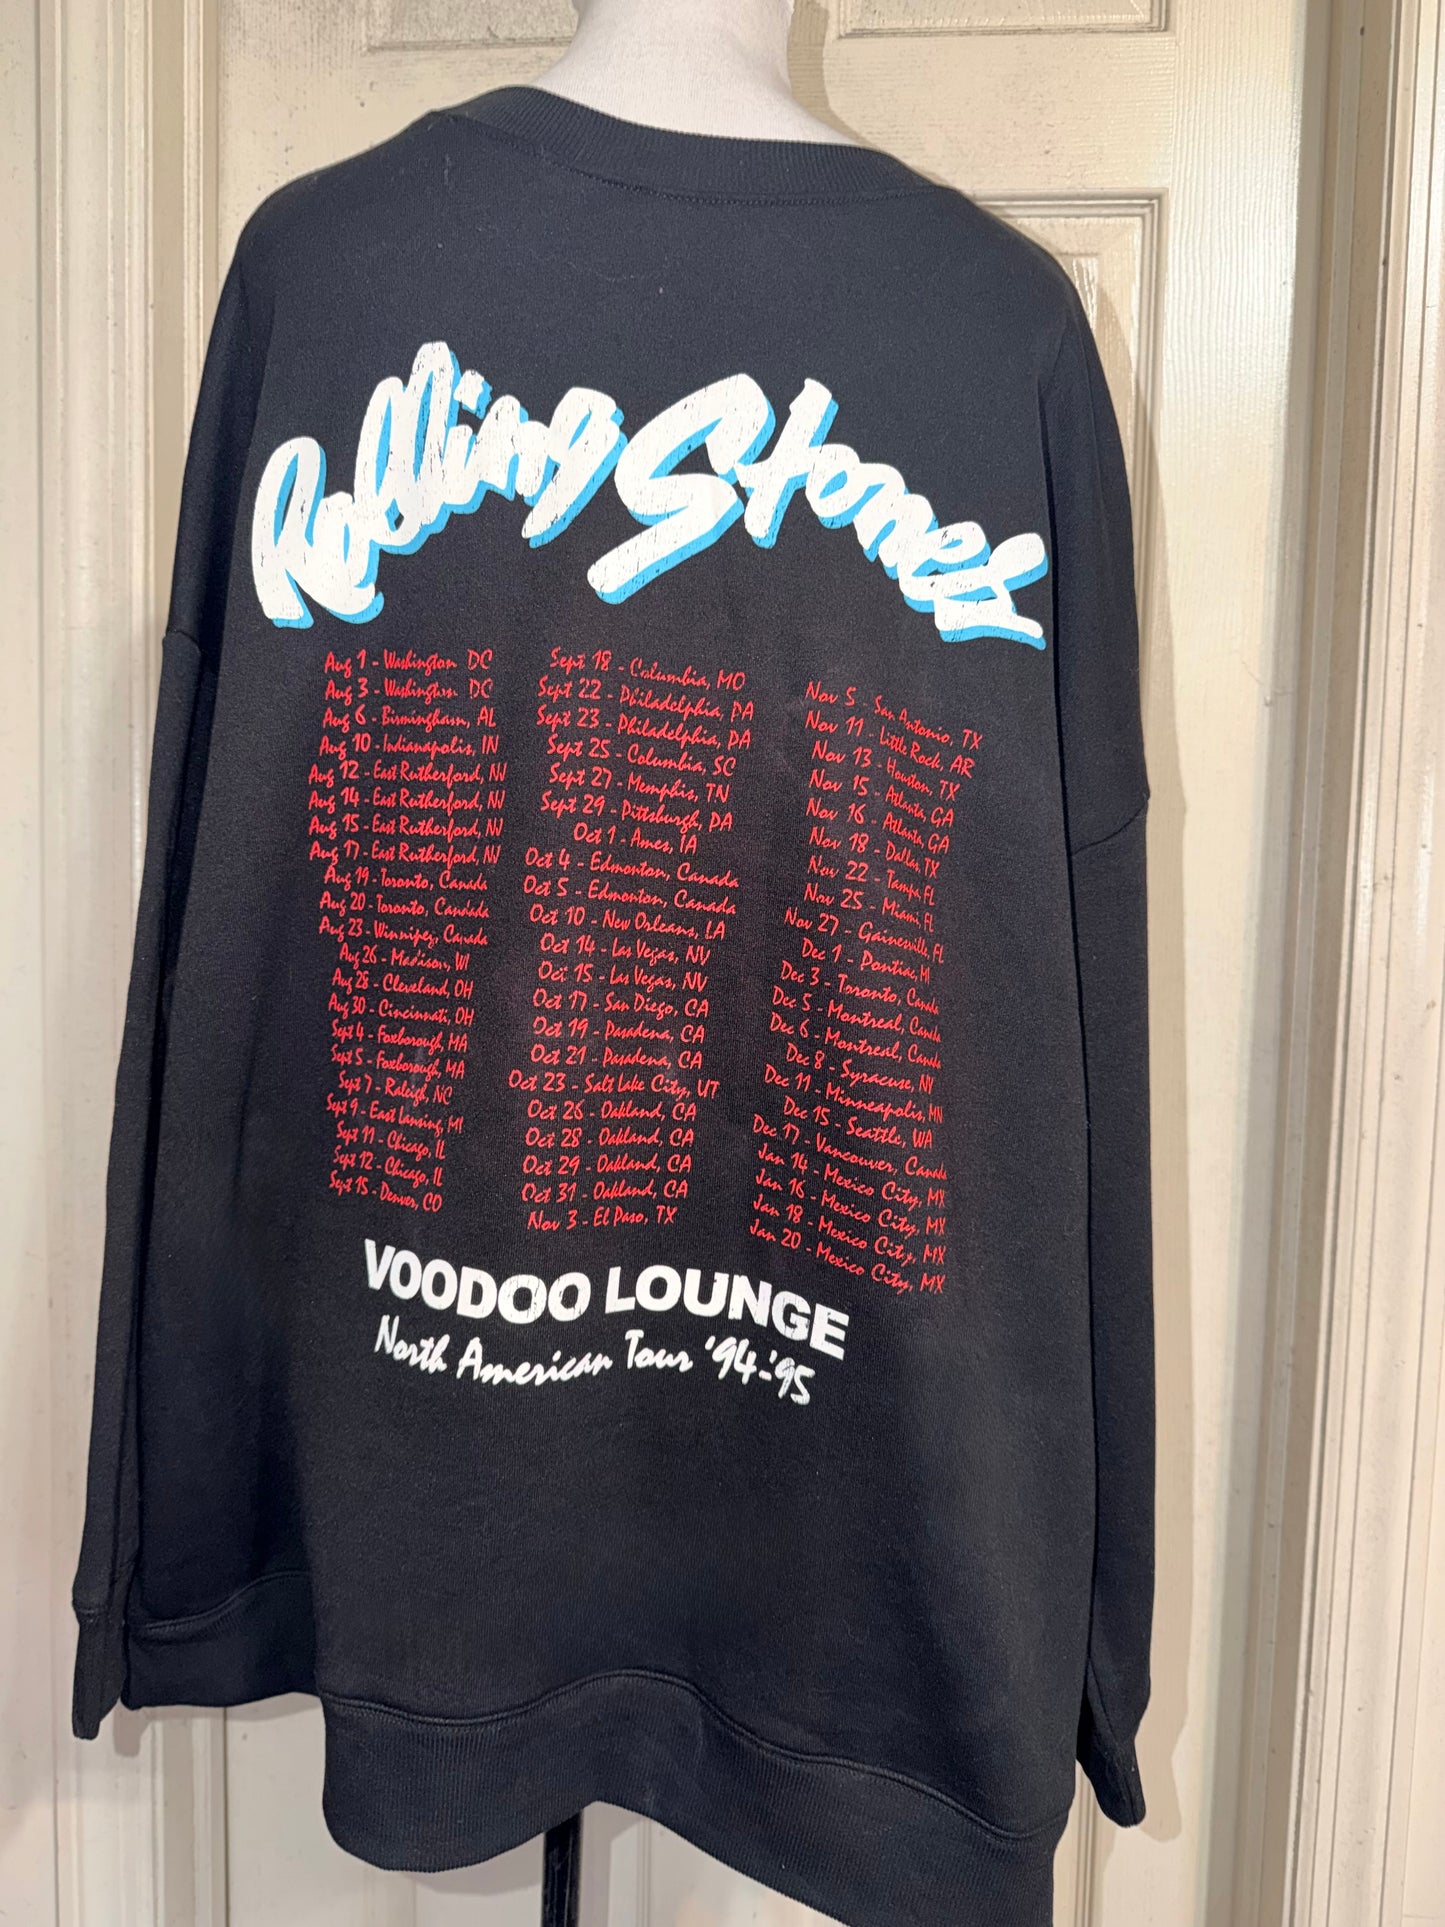 Rolling Stones
Aug 1 - Washington DC
Aug 3 - Washington DC
Aug 6 - Birmingham, AL
Aug 10 - Indianapolis, IN
Aug 12 - East Rutherford, NJ
Aug 14 - East Rutherford, NJ
Aug 15 - East Rutherford, NJ
Aug 17 - East Rutherford, NJ
Aug 19 - Toronto, Canada
Aug 20 - Toronto, Canada
Aug 23 - Winnipeg, Canada
Aug 26 - Madison, WI
Aug 28 - Cleveland, OH
Aug 30 - Cincinnati, OH
Sept 4 - Foxborough, MA
Sept 5 - Foxborough, MA
Sept 7 - Raleigh, NC
Sept 9 - East Lansing, MI
Sept 11 - Chicago, IL
Sept 12 - Chicago, IL
Sept 15 - Denver, CO
Sept 18 - Columbia, MO
Sept 22 - Philadelphia, PA
Sept 23 - Philadelphia, PA
Sept 25 - Columbia, SC
Sept 27 - Memphis, TN
Sept 29 - Pittsburgh, PA
Oct 1 - Ames, IA
Oct 4 - Edmonton, Canada
Oct 5 - Edmonton, Canada
Oct 10 - New Orleans, LA
Oct 14 - Las Vegas, NV
Oct 15 - Las Vegas, NV
Oct 17 - San Diego, CA
Oct 19 - Pasadena, CA
Oct 21 - Pasadena, CA
Oct 23 - Salt Lake City, UT
Oct 26 - Oakland, CA
Oct 28 - Oakland, CA
Oct 29 - Oakland, CA
Oct 31 - Oakland, CA
Nov 3 - El Paso, TX
Nov 5 - San Antonio, TX
Nov 11 - Little Rock, AR
Nov 13 - Houston, TX
Nov 15 - Atlanta, GA
Nov 16 - Atlanta, GA
Nov 18 - Dallas, TX
Nov 22 - Tampa, FL
Nov 25 - Miami, FL
Nov 27 - Gainesville, FL
Dec 1 - Pontiac, MI
Dec 3 - Toronto, Canada
Dec 5 - Montreal, Canada
Dec 6 - Montreal, Canada
Dec 8 - Syracuse, NY
Dec 11 - Minneapolis, MN
Dec 15 - Seattle, WA
Dec 17 - Vancouver, Canada
Jan 14 - Mexico City, MX
Jan 16 - Mexico City, MX
Jan 18 - Mexico City, MX
Jan 20 - Mexico City, MX
VOODOO LOUNGE
North American Tour '94-'95